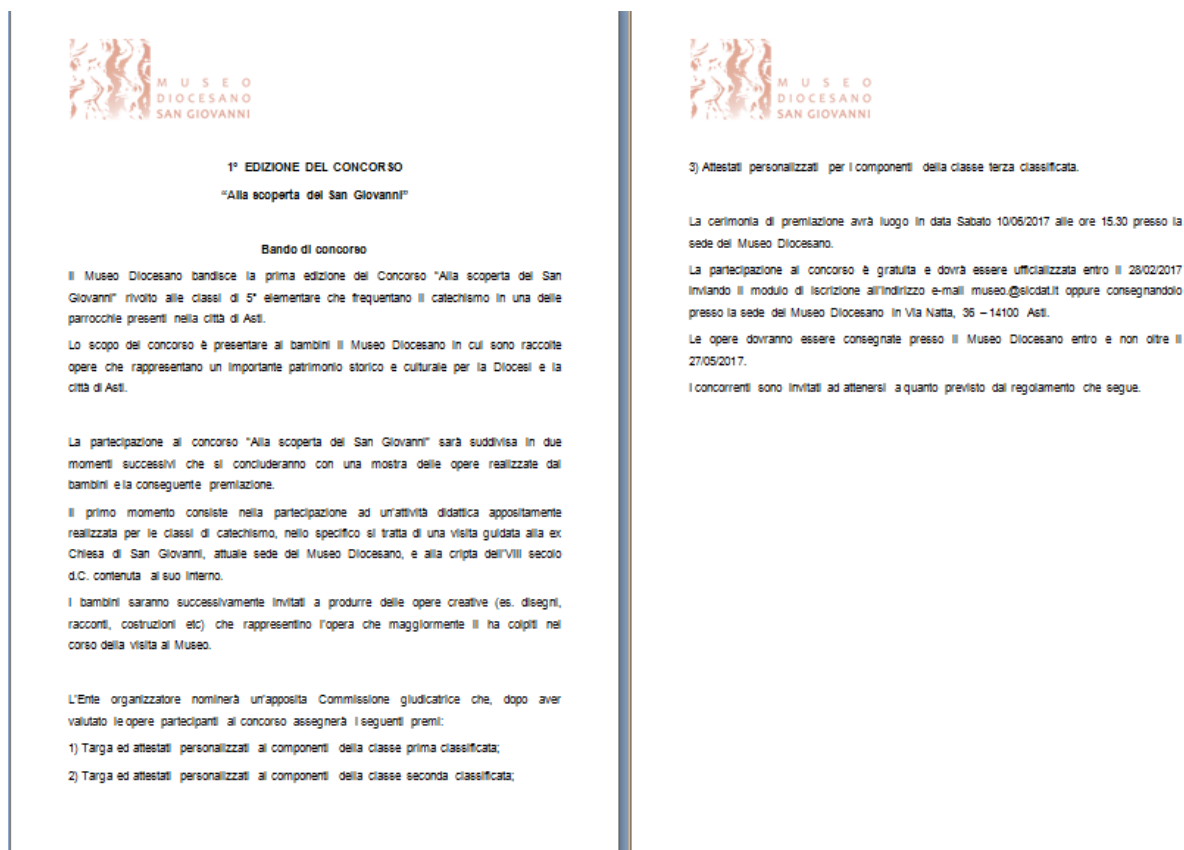 MUSEO
DIOCESANO
SAN GIOVANNI
1° EDIZIONE DEL CONCORSO
“Alla scoperta del San Giovanni”
Bando di concorso
Il Museo Diocesano bandisce la prima edizione del Concorso “Alla scoperta del San
Giovanni” rivolto alle classi di 5° elementare che frequentano il catechismo in una delle
parrocchie presenti nella città di Asti.
Lo scopo del concorso è presentare ai bambini il Museo Diocesano in cui sono raccolte
opere che rappresentano un importante patrimonio storico e culturale per la Diocesi e la
città di Asti.
La partecipazione al concorso “Alla scoperta del San Giovanni” sarà suddivisa in due
momenti successivi che si concluderanno con una mostra delle opere realizzate dai
bambini e la conseguente premiazione.
Il primo momento consiste nella partecipazione ad un’attività didattica appositamente
realizzata per le classi di catechismo, nello specifico si tratta di una visita guidata alla ex
Chiesa di San Giovanni, attuale sede del Museo Diocesano, e alla cripta dell’VIII secolo
d.C. contenuta al suo interno.
I bambini saranno successivamente invitati a produrre delle opere creative (es. disegni,
racconti, costruzioni etc) che rappresentino l’opera che maggiormente li ha colpiti nel
corso della visita al Museo.
L’Ente organizzatore nominerà un’apposita Commissione giudicatrice che, dopo aver
valutato le opere partecipanti al concorso assegnerà i seguenti premi:
1) Targa ed attestati personalizzati ai componenti della classe prima classificata;
2) Targa ed attestati personalizzati ai componenti della classe seconda classificata;
MUSEO
DIOCESANO
SAN GIOVANNI
3) Attestati personalizzati per i componenti della classe terza classificata.
La cerimonia di premiazione avrà luogo in data Sabato 10/06/2017 alle ore 15.30 presso la
sede del Museo Diocesano.
La partecipazione al concorso è gratuita e dovrà essere ufficializzata entro il 28/02/2017
inviando il modulo di iscrizione all’indirizzo e-mail museo.@sicdat.it oppure consegnandolo
presso la sede del Museo Diocesano in Via Natta, 36 – 14100 Asti.
Le opere dovranno essere consegnate presso il Museo Diocesano entro e non oltre il
27/05/2017.
I concorrenti sono invitati ad attenersi a quanto previsto dal regolamento che segue.